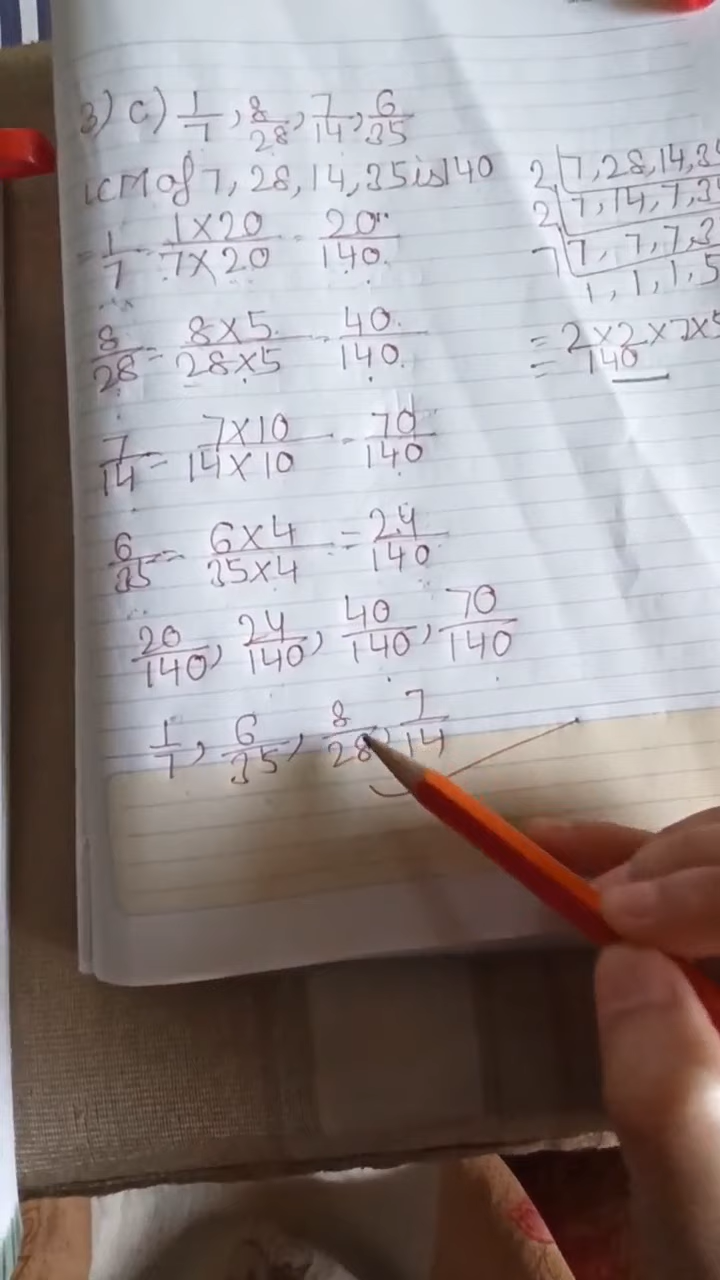 3) c) 1/7, 8/28, 7/14, 6/35
LCM of 7, 28, 14, 35 is 140
= 1/7 = 1×20/7×20 = 20/140
8/28 = 8×5/28×5 = 40/140
7/14 = 7×10/14×10 = 70/140
6/35 = 6×4/35×4 = 24/140
20/140, 24/140, 40/140, 70/140
1/7, 6/35, 8/28, 7/14
2 7, 28, 14,
2 7, 14, 7,
7 7, 7, 7,
1, 1, 1, 5
= 2×2×7×5
= 140